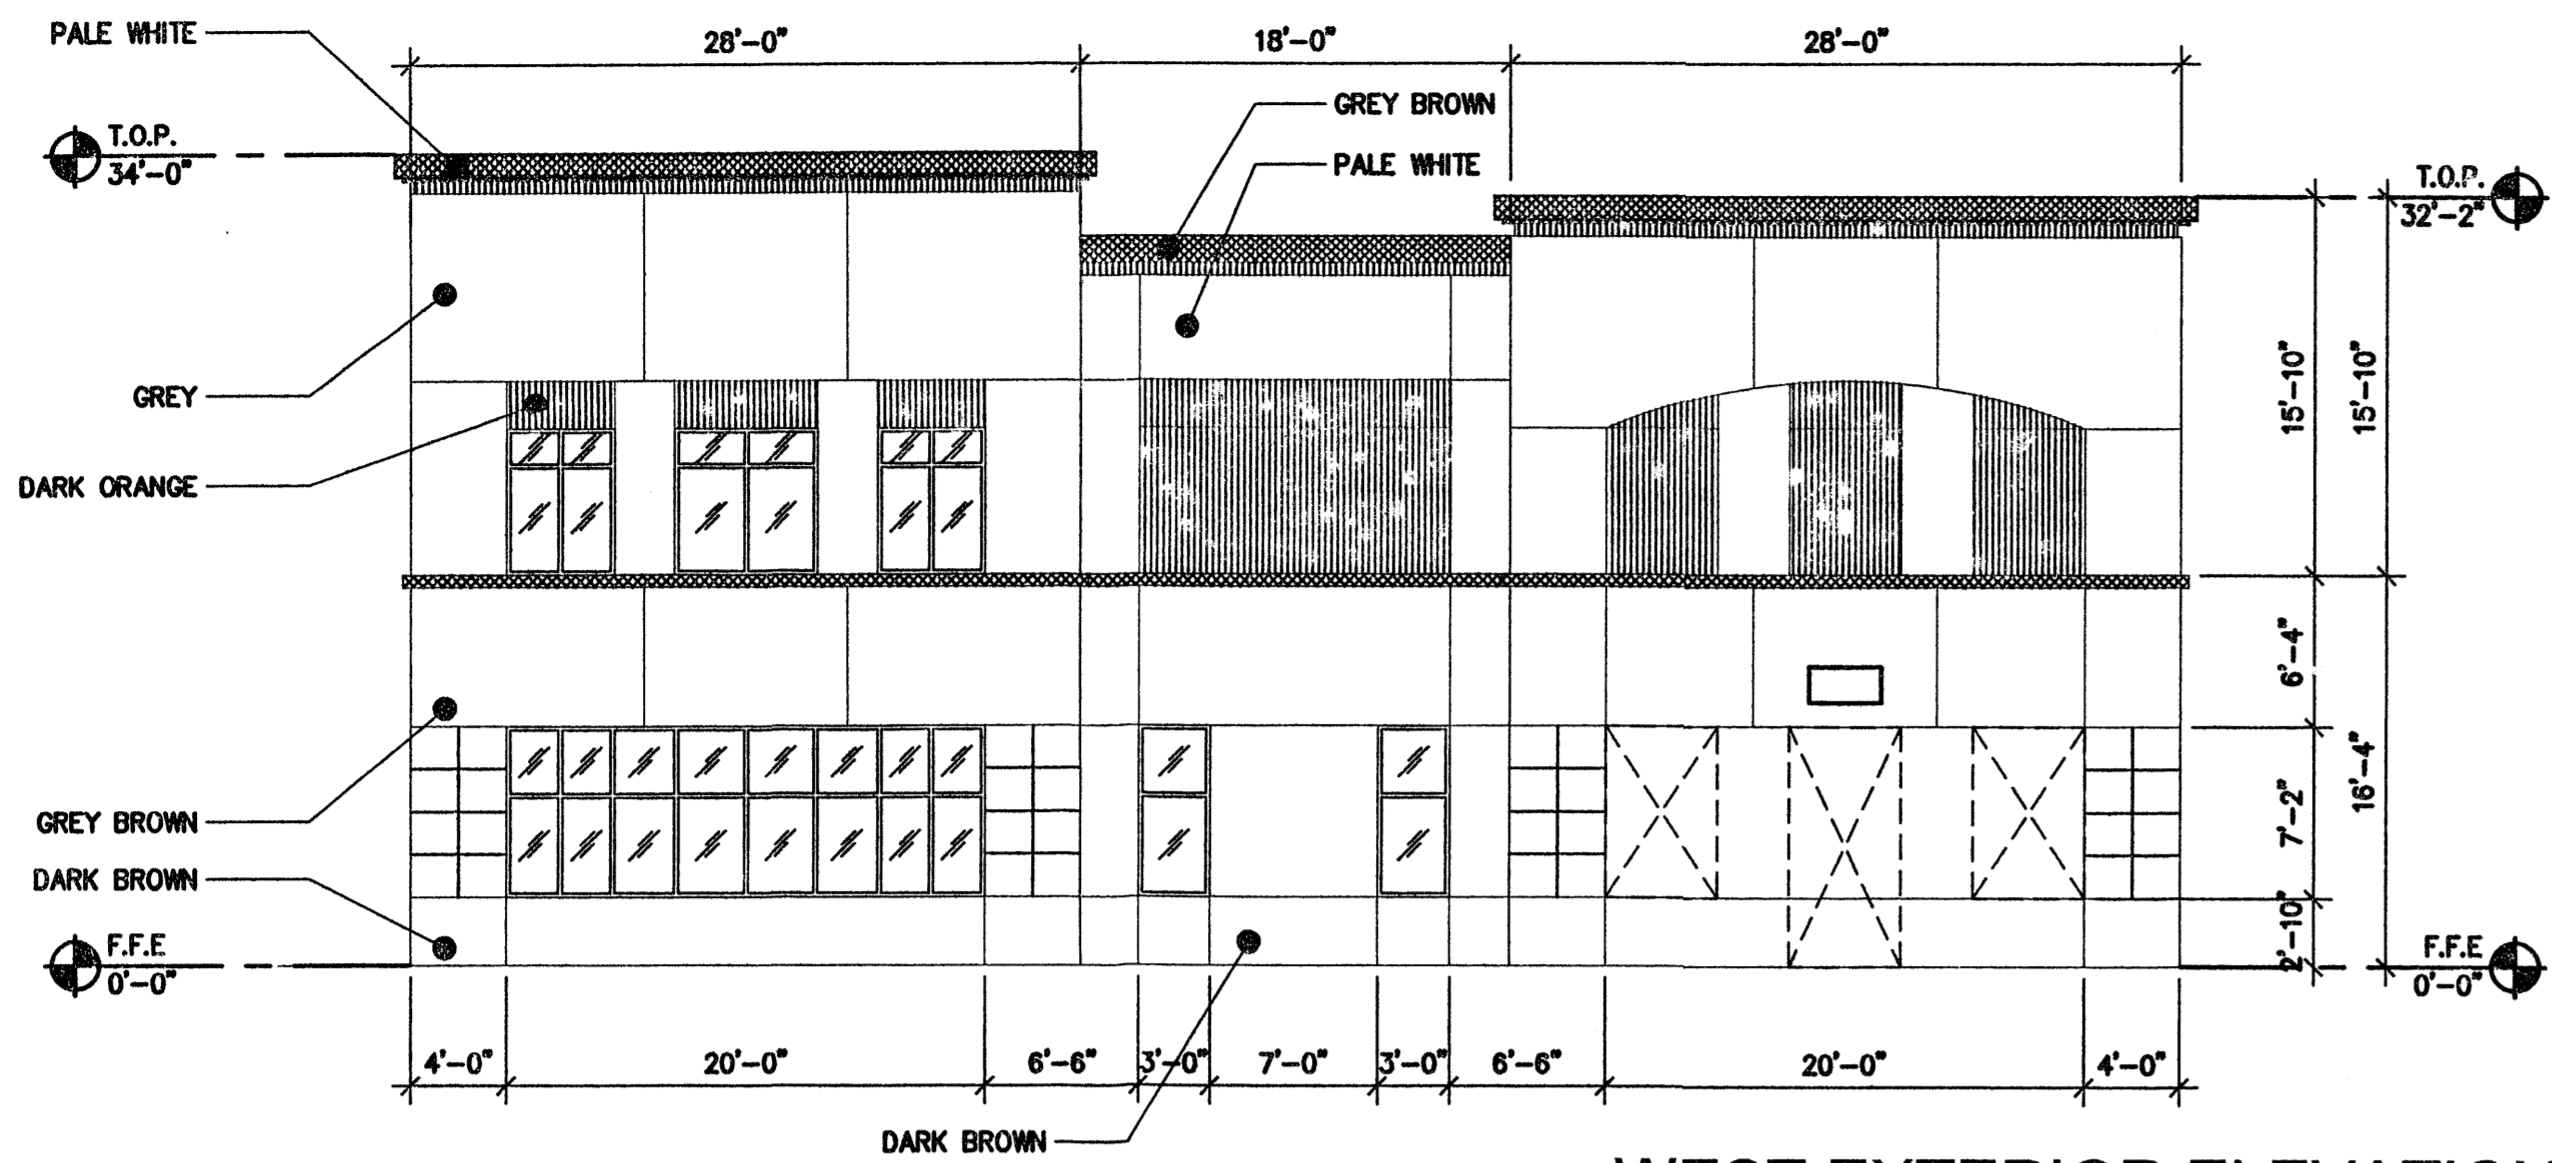 PALE WHITE
28'-0"
18'-0"
28'-0"
GREY BROWN
T.O.P.
34'-0"
PALE WHITE
T.O.P.
32'-2"
GREY
DARK ORANGE
15'-10"
15'-10"
6'-4"
16'-4"
7'-2"
2'-10"
GREY BROWN
DARK BROWN
F.F.E
0'-0"
F.F.E
0'-0"
4'-0"
20'-0"
6'-6"
3'-0"
7'-0"
3'-0"
6'-6"
20'-0"
4'-0"
DARK BROWN
WEST EXTERIOR ELEVATION